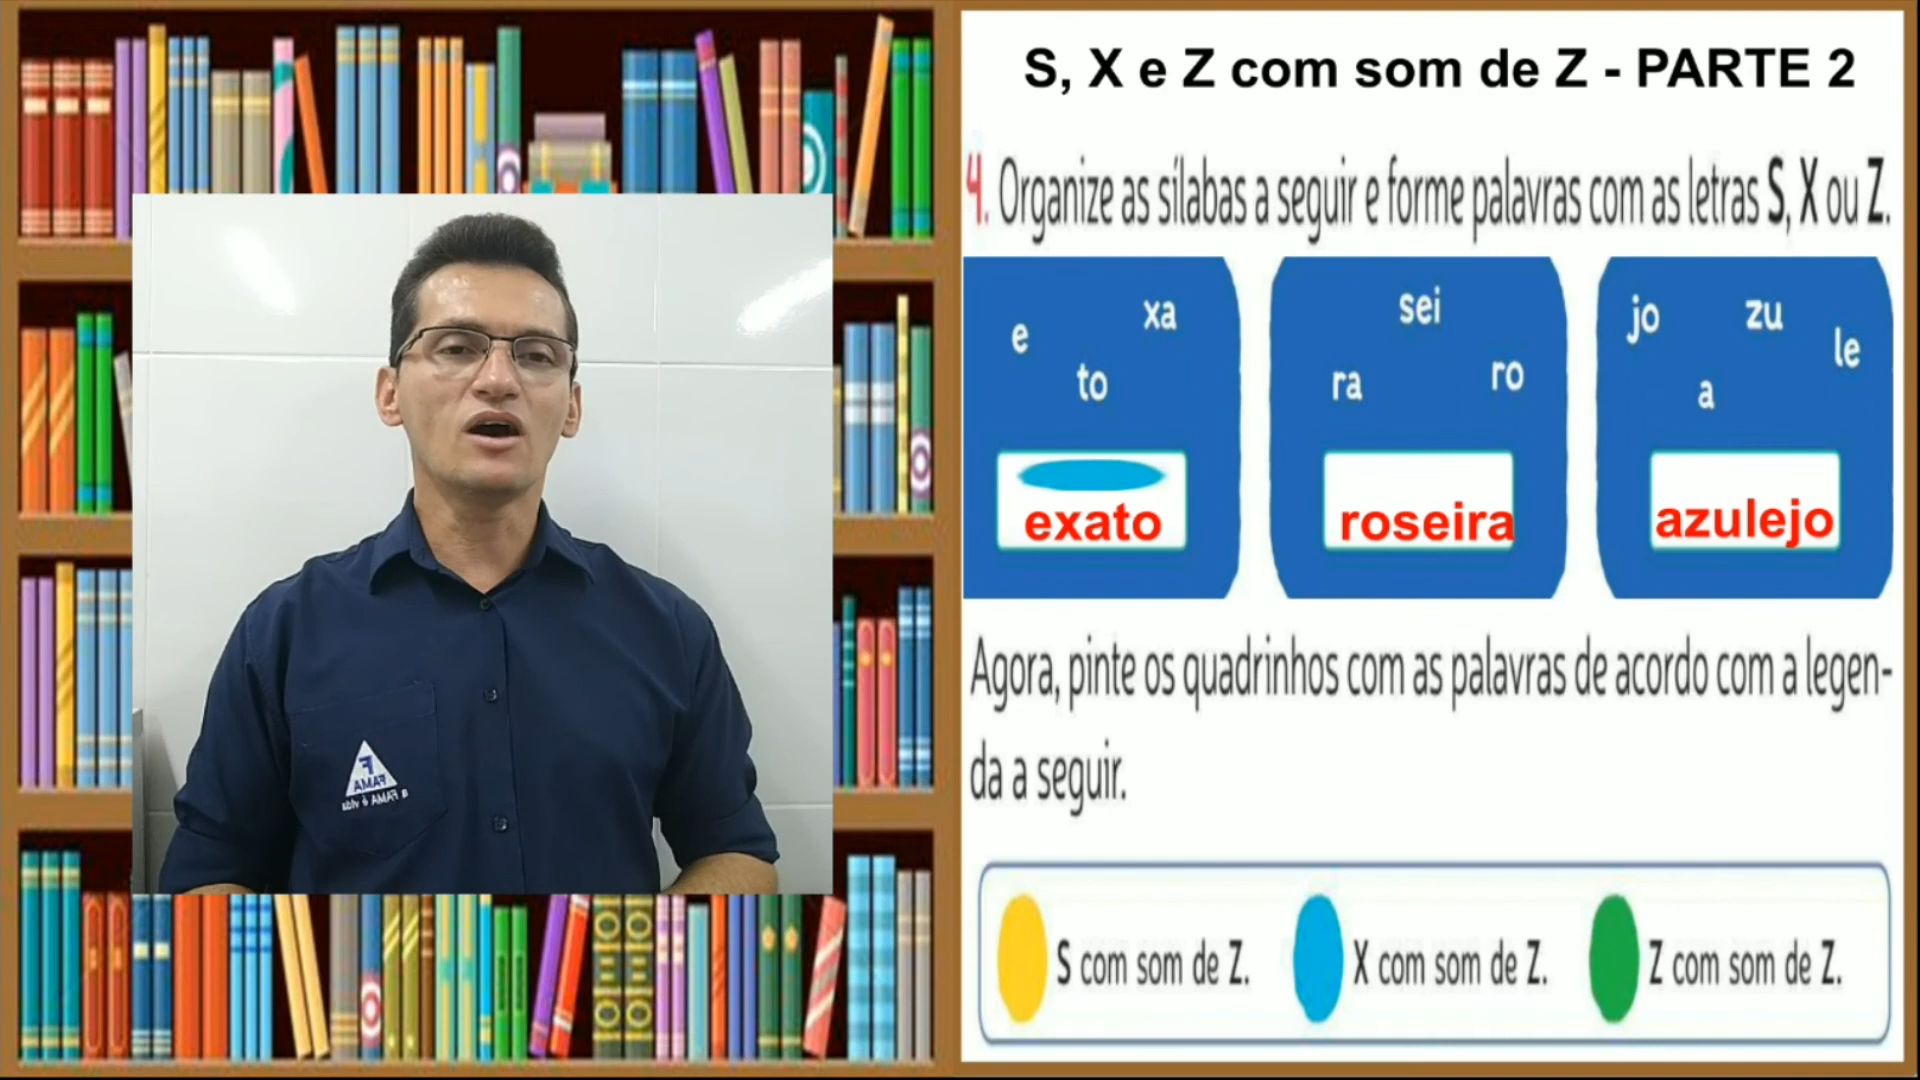 S, X e Z com som de Z - PARTE 2
4. Organize as sílabas a seguir e forme palavras com as letras S, X ou Z.
e xa to
sei ra ro
jo zu le a
exato
roseira
azulejo
Agora, pinte os quadrinhos com as palavras de acordo com a legen-
da a seguir.
S com som de Z. X com som de Z. Z com som de Z.
F
FAMA
a FAMA é vida